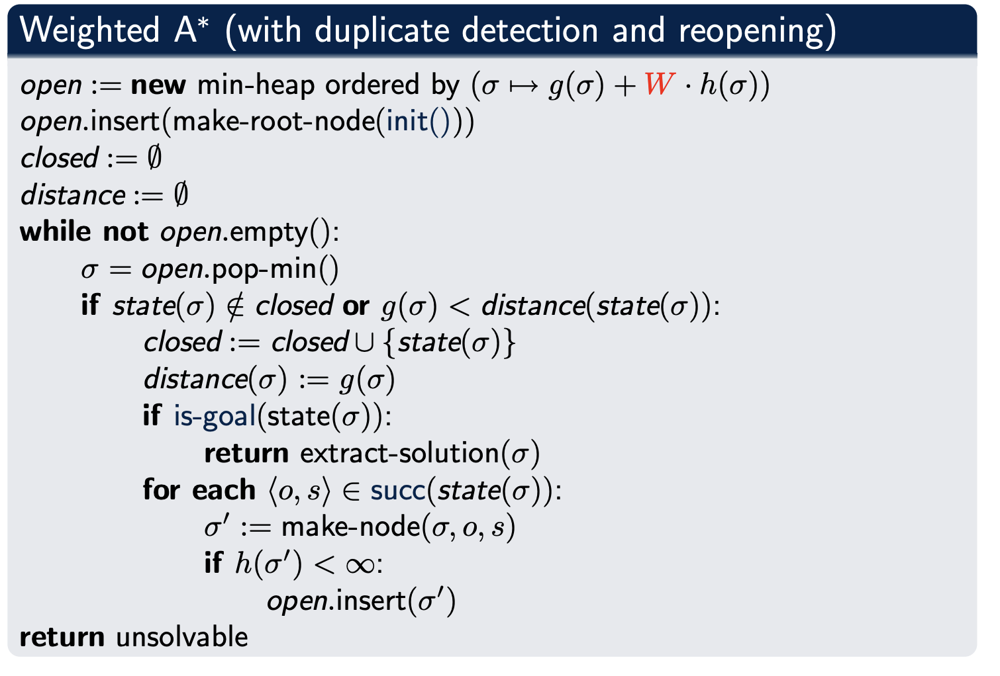 Weighted A* (with duplicate detection and reopening)
open := new min-heap ordered by (σ ↦ g(σ) + W · h(σ))
open.insert(make-root-node(init()))
closed := ∅
distance := ∅
while not open.empty():
σ = open.pop-min()
if state(σ) ∉ closed or g(σ) < distance(state(σ)):
closed := closed ∪ {state(σ)}
distance(σ) := g(σ)
if is-goal(state(σ)):
return extract-solution(σ)
for each ⟨o, s⟩ ∈ succ(state(σ)):
σ′ := make-node(σ, o, s)
if h(σ′) < ∞:
open.insert(σ′)
return unsolvable